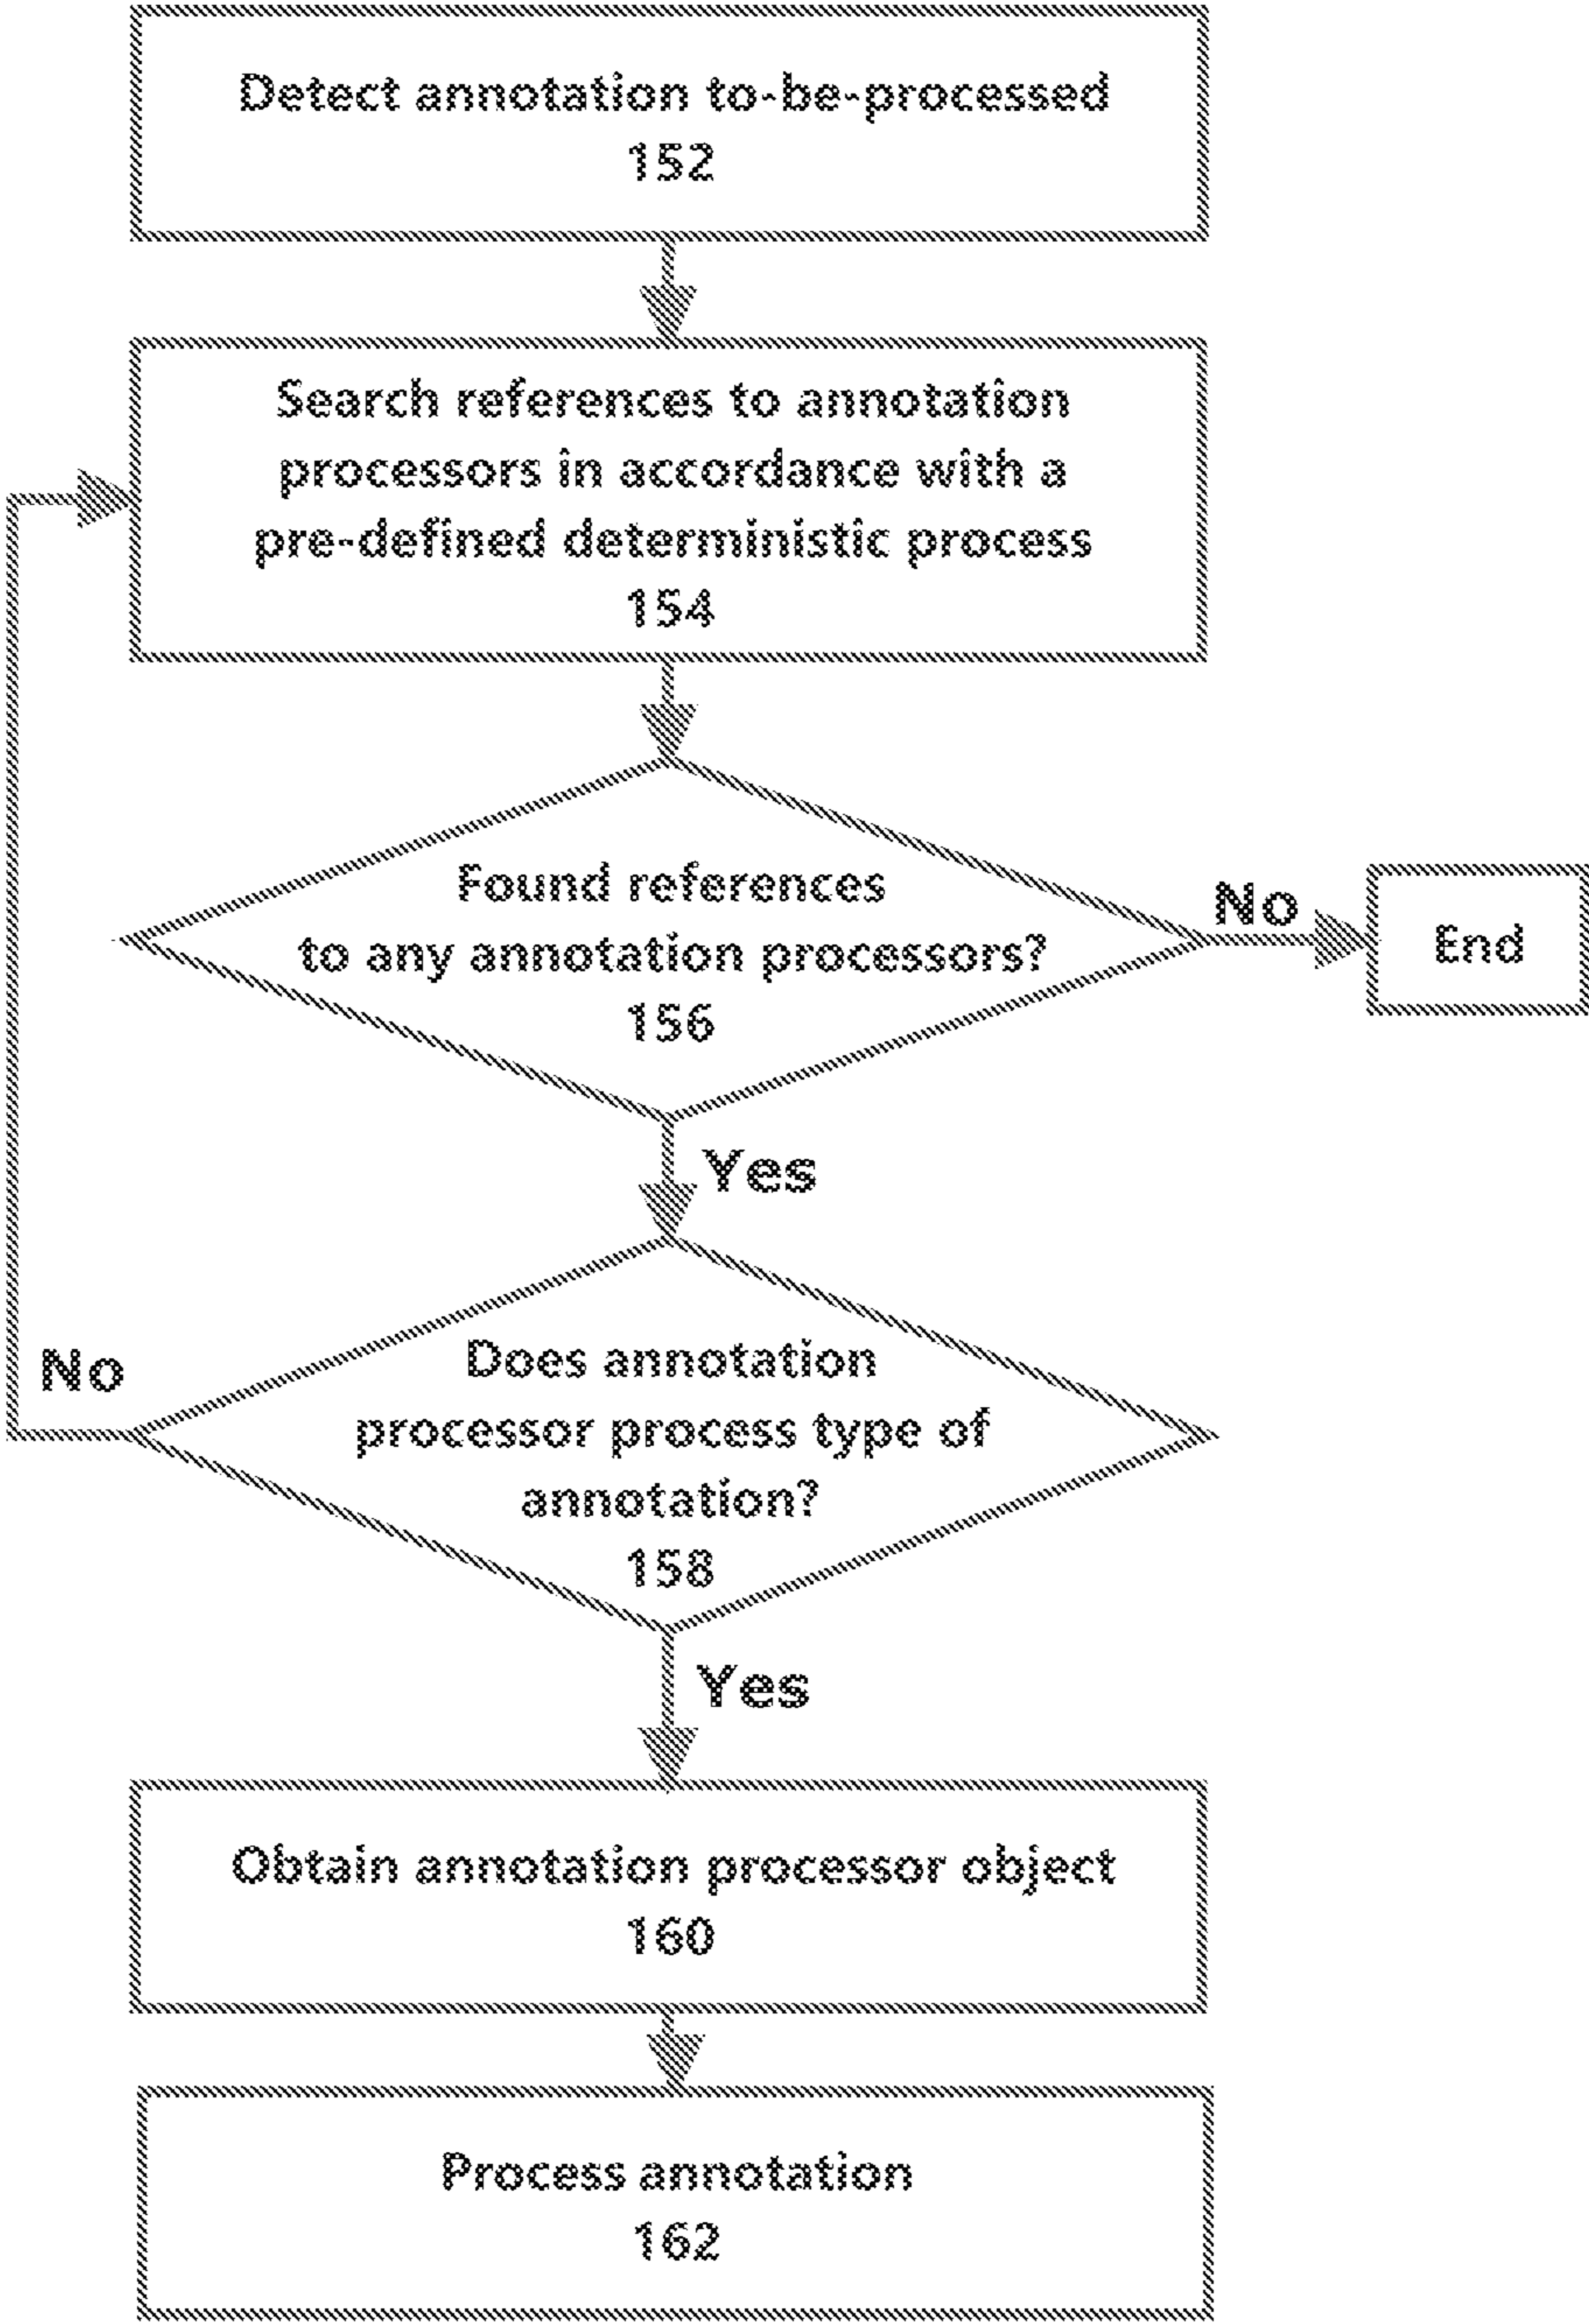 Detect annotation to-be-processed
152
Search references to annotation
processors in accordance with a
pre-defined deterministic process
154
Found references
to any annotation processors?
156
No
End
Yes
Does annotation
processor process type of
annotation?
158
No
Yes
Obtain annotation processor object
160
Process annotation
162